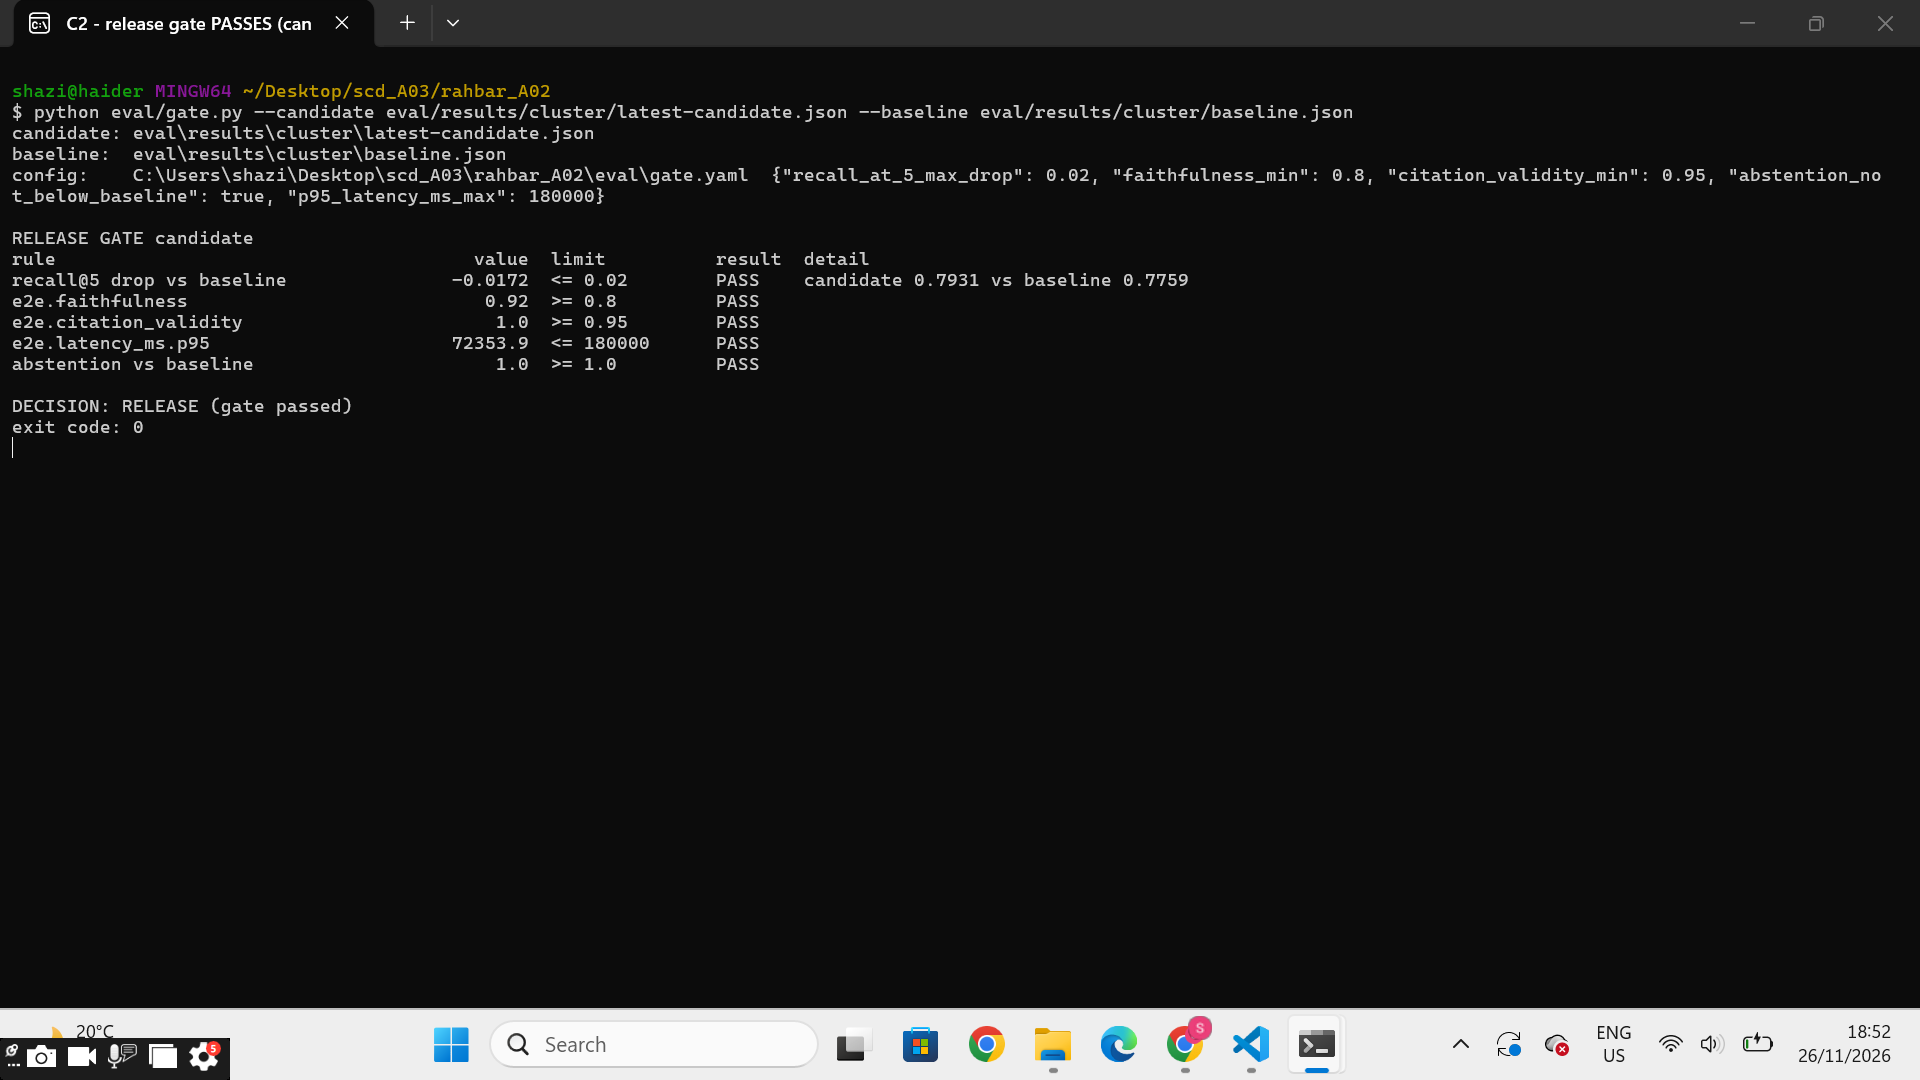 C2 - release gate PASSES (can
shazi@haider MINGW64 ~/Desktop/scd_A03/rahbar_A02
$ python eval/gate.py --candidate eval/results/cluster/latest-candidate.json --baseline eval/results/cluster/baseline.json
candidate: eval\results\cluster\latest-candidate.json
baseline:  eval\results\cluster\baseline.json
config:    C:\Users\shazi\Desktop\scd_A03\rahbar_A02\eval\gate.yaml  {"recall_at_5_max_drop": 0.02, "faithfulness_min": 0.8, "citation_validity_min": 0.95, "abstention_no
t_below_baseline": true, "p95_latency_ms_max": 180000}
RELEASE GATE candidate
rule                                      value  limit          result  detail
recall@5 drop vs baseline               -0.0172  <= 0.02        PASS    candidate 0.7931 vs baseline 0.7759
e2e.faithfulness                           0.92  >= 0.8         PASS
e2e.citation_validity                       1.0  >= 0.95        PASS
e2e.latency_ms.p95                      72353.9  <= 180000      PASS
abstention vs baseline                      1.0  >= 1.0         PASS
DECISION: RELEASE (gate passed)
exit code: 0
20°C
5
Search
S
ENG
US
18:52
26/11/2026